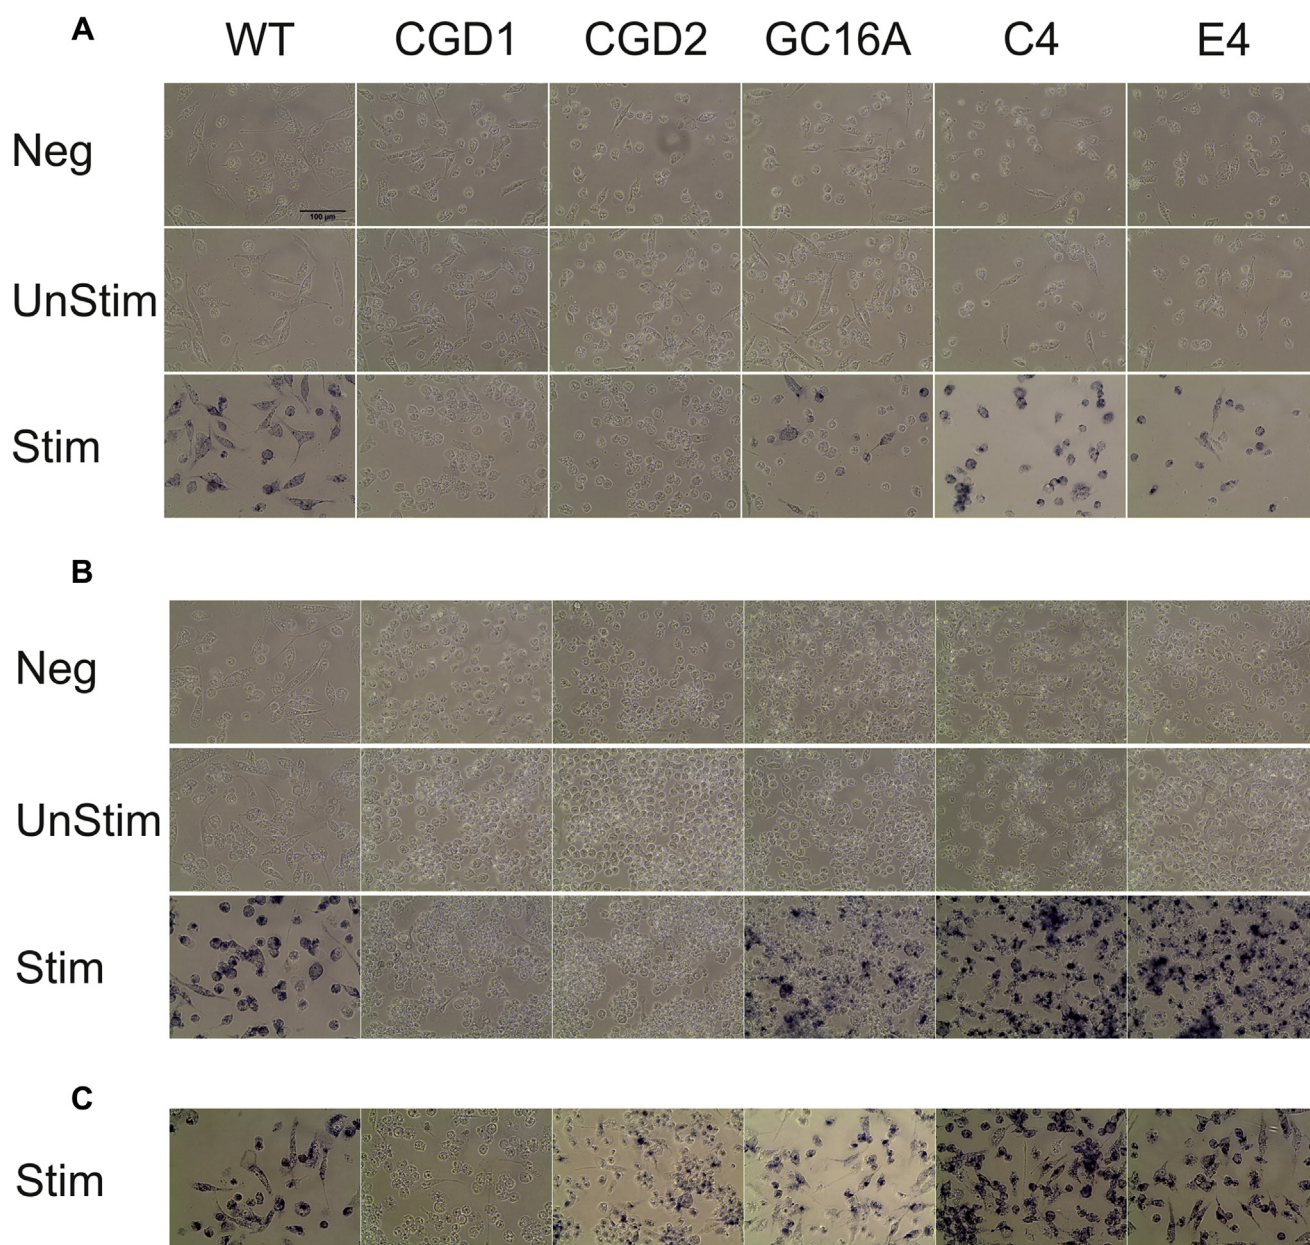 A
WT CGD1 CGD2 GC16A C4 E4
Neg
100 µm
UnStim
Stim
B
Neg
UnStim
Stim
C
Stim